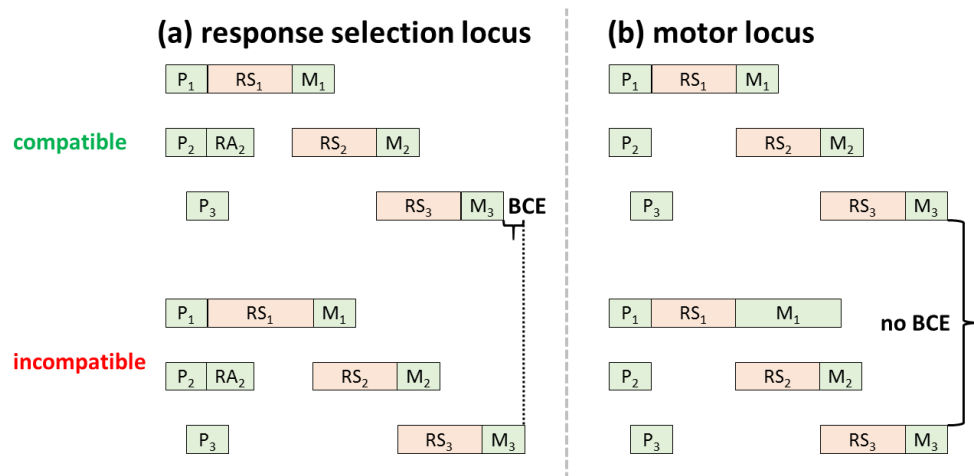 (a) response selection locus
(b) motor locus
P₁ RS₁ M₁
P₁ RS₁ M₁
compatible
P₂ RA₂ RS₂ M₂
P₂ RS₂ M₂
P₃ RS₃ M₃ BCE
P₃ RS₃ M₃
P₁ RS₁ M₁
P₁ RS₁ M₁
no BCE
incompatible
P₂ RA₂ RS₂ M₂
P₂ RS₂ M₂
P₃ RS₃ M₃
P₃ RS₃ M₃